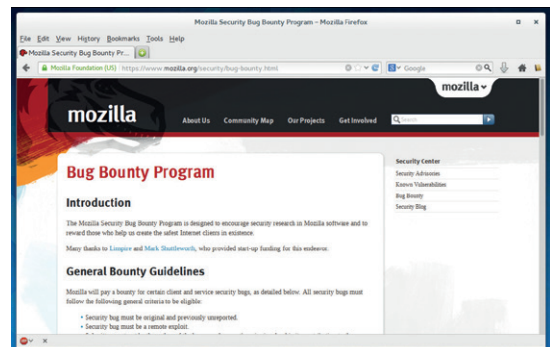 Mozilla Security Bug Bounty Program – Mozilla Firefox
File Edit View History Bookmarks Tools Help
Mozilla Security Bug Bounty Pr...
Mozilla Foundation (US) https://www.mozilla.org/security/bug-bounty.html Google
mozilla
mozilla About Us Community Map Our Projects Get Involved Search
Bug Bounty Program
Introduction
The Mozilla Security Bug Bounty Program is designed to encourage security research in Mozilla software and to
reward those who help us create the safest Internet clients in existence.
Many thanks to Linspire and Mark Shuttleworth, who provided start-up funding for this endeavor.
General Bounty Guidelines
Mozilla will pay a bounty for certain client and service security bugs, as detailed below. All security bugs must
follow the following general criteria to be eligible:
• Security bug must be original and previously unreported.
• Security bug must be a remote exploit.
Security Center
Security Advisories
Known Vulnerabilities
Bug Bounty
Security Blog